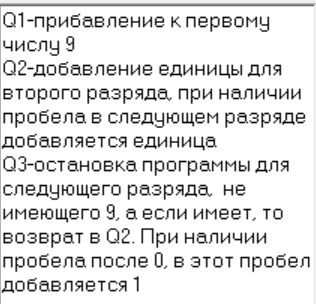 Q1-прибавление к первому
числу 9
Q2-добавление единицы для
второго разряда, при наличии
пробела в следующем разряде
добавляется единица
Q3-остановка программы для
следующего разряда,  не
имеющего 9, а если имеет, то
возврат в Q2. При наличии
пробела после 0, в этот пробел
добавляется 1